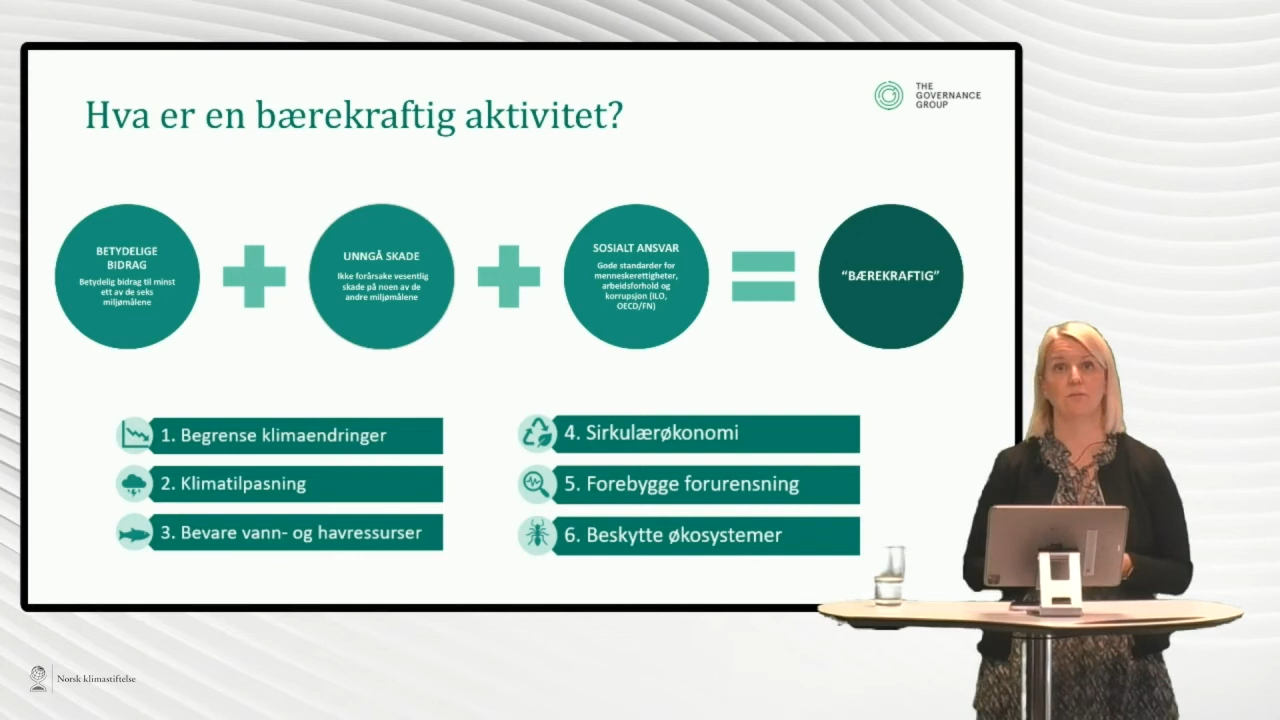 Hva er en bærekraftig aktivitet?
THE
GOVERNANCE
GROUP
BETYDELIGE
BIDRAG
Betydelig bidrag til minst
ett av de seks
miljømålene
UNNGÅ SKADE
Ikke forårsake vesentlig
skade på noen av de
andre miljømålene
SOSIALT ANSVAR
Gode standarder for
menneskerettigheter,
arbeidsforhold og
korrupsjon (ILO,
OECD/FN)
“BÆREKRAFTIG”
1. Begrense klimaendringer
2. Klimatilpasning
3. Bevare vann- og havressurser
4. Sirkulærøkonomi
5. Forebygge forurensning
6. Beskytte økosystemer
Norsk klimastiftelse